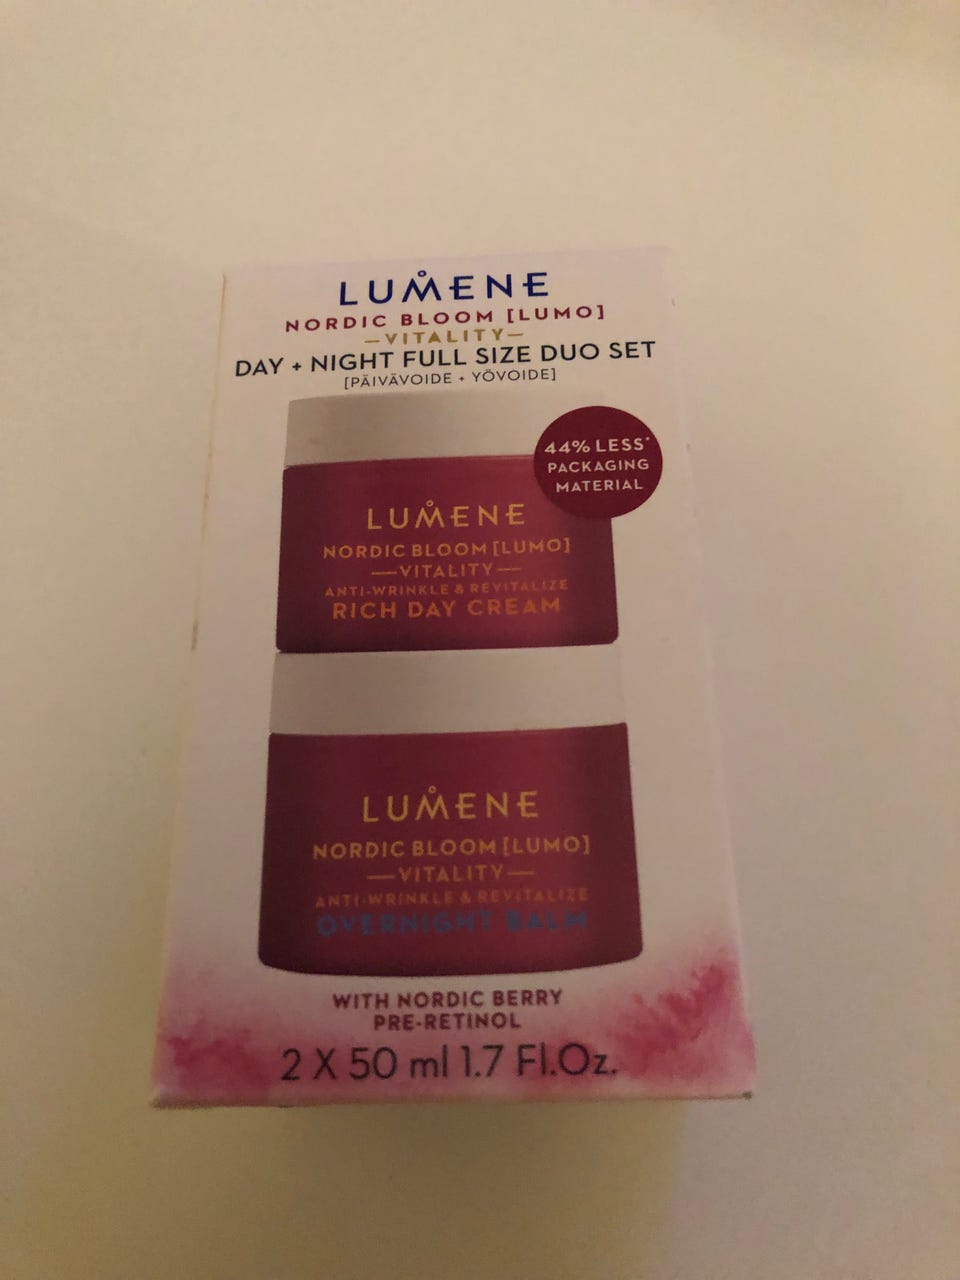 LUMENE
NORDIC BLOOM [LUMO]
—VITALITY—
DAY + NIGHT FULL SIZE DUO SET
[PÄIVÄVOIDE + YÖVOIDE]
44% LESS*
PACKAGING
MATERIAL
LUMENE
NORDIC BLOOM [LUMO]
—VITALITY—
ANTI-WRINKLE & REVITALIZE
RICH DAY CREAM
LUMENE
NORDIC BLOOM [LUMO]
—VITALITY—
ANTI-WRINKLE & REVITALIZE
OVERNIGHT BALM
WITH NORDIC BERRY
PRE-RETINOL
2 X 50 ml 1.7 Fl.Oz.